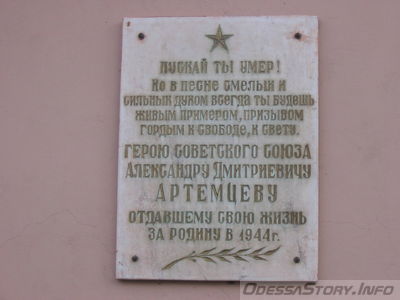 Пускай ты умер!
Но в песне смелых и
сильных духом всегда ты будешь
живым примером, призывом
гордым к свободе, к свету.
Герою Советского Союза
Александру Дмитриевичу
Артемцеву
отдавшему свою жизнь
за родину в 1944г.
OdessaStory.Info